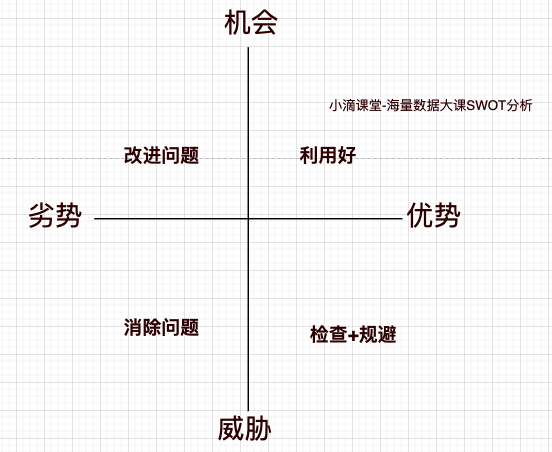 机会
小滴课堂-海量数据大课SWOT分析
改进问题
利用好
劣势
优势
消除问题
检查+规避
威胁